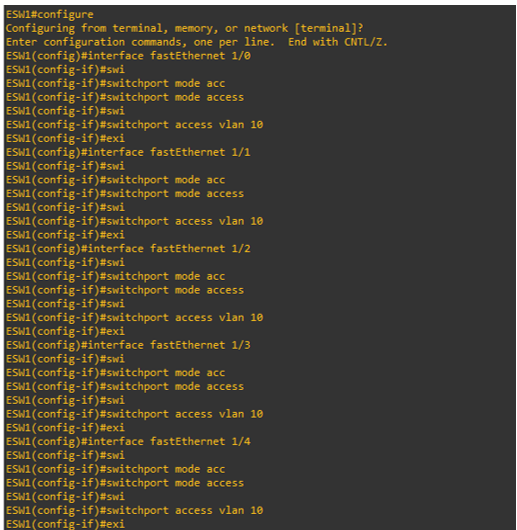 ESW1#configure
Configuring from terminal, memory, or network [terminal]?
Enter configuration commands, one per line.  End with CNTL/Z.
ESW1(config)#interface fastEthernet 1/0
ESW1(config-if)#swi
ESW1(config-if)#switchport mode acc
ESW1(config-if)#switchport mode access
ESW1(config-if)#swi
ESW1(config-if)#switchport access vlan 10
ESW1(config-if)#exi
ESW1(config)#interface fastEthernet 1/1
ESW1(config-if)#swi
ESW1(config-if)#switchport mode acc
ESW1(config-if)#switchport mode access
ESW1(config-if)#swi
ESW1(config-if)#switchport access vlan 10
ESW1(config-if)#exi
ESW1(config)#interface fastEthernet 1/2
ESW1(config-if)#swi
ESW1(config-if)#switchport mode acc
ESW1(config-if)#switchport mode access
ESW1(config-if)#swi
ESW1(config-if)#switchport access vlan 10
ESW1(config-if)#exi
ESW1(config)#interface fastEthernet 1/3
ESW1(config-if)#swi
ESW1(config-if)#switchport mode acc
ESW1(config-if)#switchport mode access
ESW1(config-if)#swi
ESW1(config-if)#switchport access vlan 10
ESW1(config-if)#exi
ESW1(config)#interface fastEthernet 1/4
ESW1(config-if)#swi
ESW1(config-if)#switchport mode acc
ESW1(config-if)#switchport mode access
ESW1(config-if)#swi
ESW1(config-if)#switchport access vlan 10
ESW1(config-if)#exi